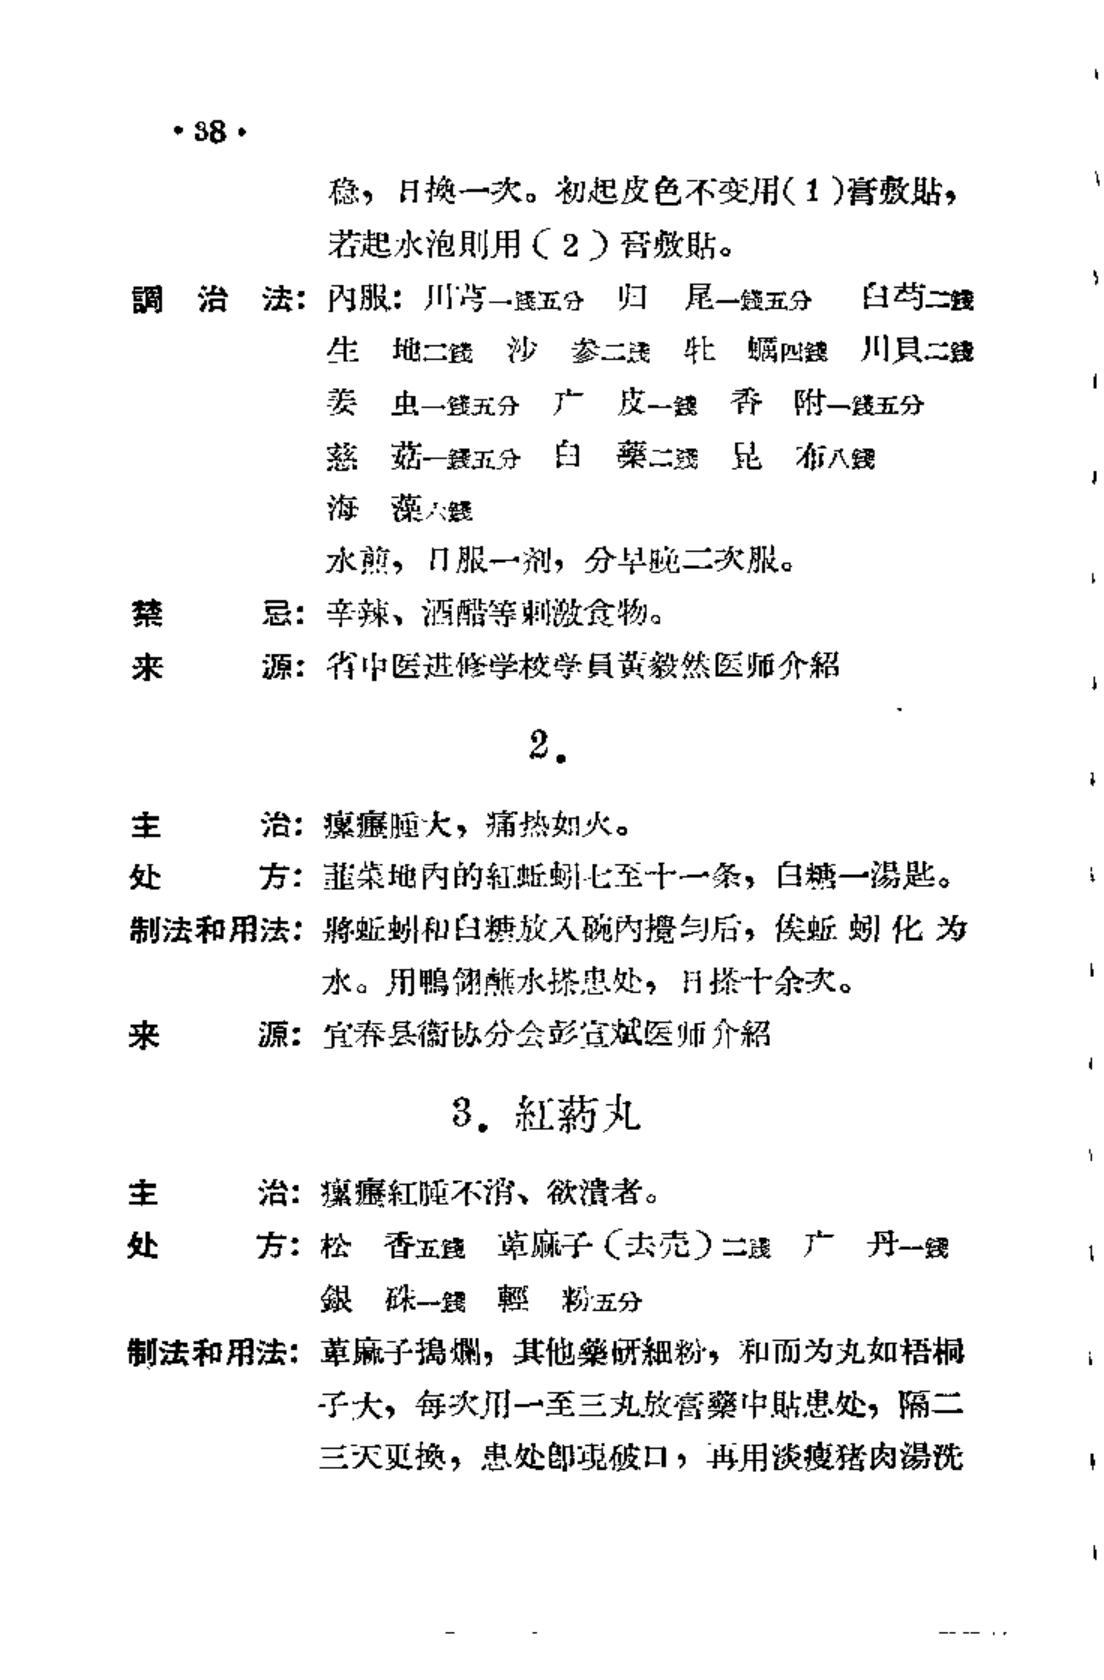 ·38·
稳，日换一次。初起皮色不变用(1)膏敷貼，
若起水泡則用(2)膏敷貼。
調治法：內服：川芎一錢五分 归尾一錢五分 白芍二錢
生地二錢 沙参二錢 牡蠣四錢 川貝二錢
姜虫一錢五分 广皮一錢 香附一錢五分
慈菇一錢五分 白藥二錢 昆布八錢
海藻六錢
水煎，日服一剂，分早晚二次服。
禁忌：辛辣、酒醋等刺激食物。
来源：省中医进修学校学員黃毅然医师介紹
2.
主治：瘰癧腫大，痛热如火。
处方：韮菜地內的紅蚯蚓七至十一条，白糖一湯匙。
制法和用法：將蚯蚓和白糖放入碗內攪勻后，俟蚯蚓化为
水。用鴨翎蘸水搽患处，日搽十余次。
来源：宜春县衞协分会彭宣斌医师介紹
3. 紅葯丸
主治：瘰癧紅腫不消、欲潰者。
处方：松香五錢 萆麻子(去壳)二錢 广丹一錢
銀硃一錢 輕粉五分
制法和用法：萆麻子搗爛，其他藥研細粉，和而为丸如梧桐
子大，每次用一至三丸放膏藥中貼患处，隔二
三天更換，患处卽現破口，再用淡瘦猪肉湯洗